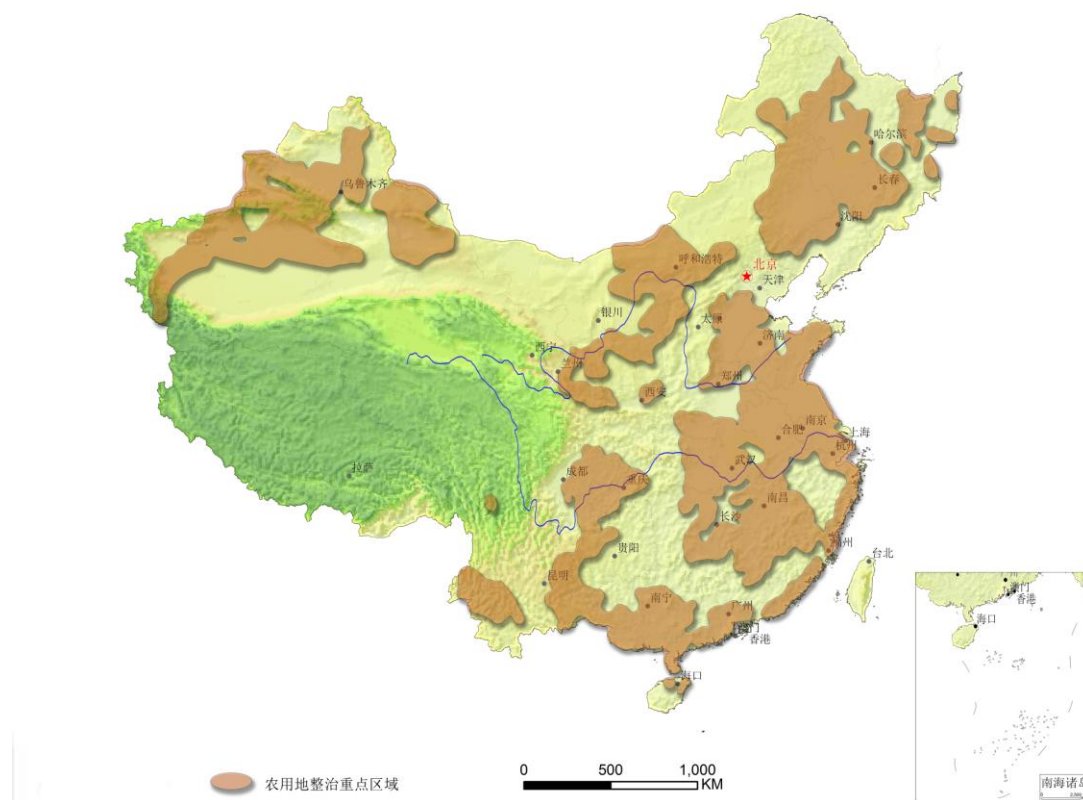 哈尔滨
长春
乌鲁木齐
沈阳
呼和浩特
北京
天津
银川
太原
济南
西宁
兰州
郑州
西安
南京
合肥
上海
杭州
武汉
成都
重庆
拉萨
南昌
长沙
贵阳
福州
台北
昆明
南宁
广州
澳门
香港
海口
澳门
香港
海口
南海诸岛
农用地整治重点区域
0 500 1,000
KM